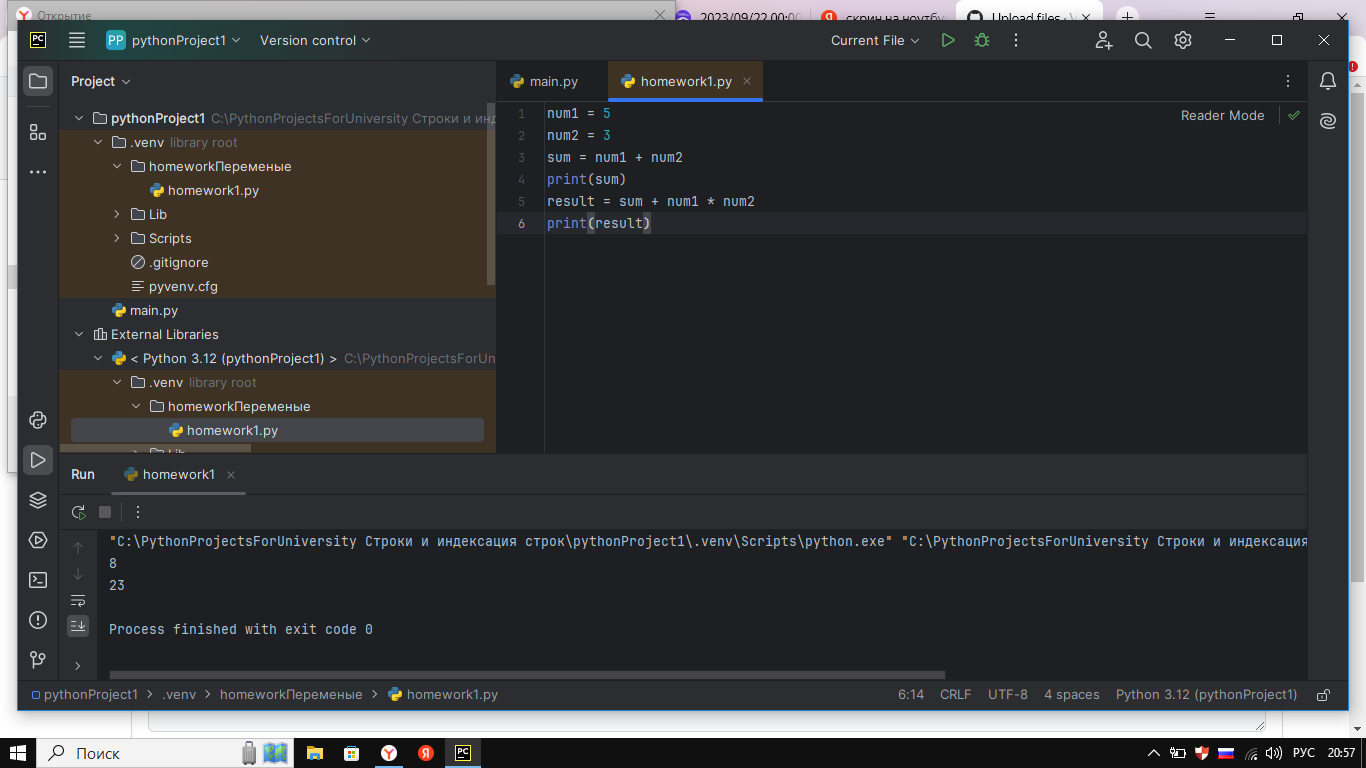 Открытие
2023/09/22 00:00
скрин на ноутбу
Upload files ·
PC
PP pythonProject1
Version control
Current File
Project
main.py
homework1.py
pythonProject1 C:\PythonProjectsForUniversity Строки и инд
.venv library root
homeworkПеременые
homework1.py
Lib
Scripts
.gitignore
pyvenv.cfg
main.py
External Libraries
< Python 3.12 (pythonProject1) > C:\PythonProjectsForUn
.venv library root
homeworkПеременые
homework1.py
Lib
1 num1 = 5
2 num2 = 3
3 sum = num1 + num2
4 print(sum)
5 result = sum + num1 * num2
6 print(result)
Reader Mode
Run
homework1
"C:\PythonProjectsForUniversity Строки и индексация строк\pythonProject1\.venv\Scripts\python.exe" "C:\PythonProjectsForUniversity Строки и индексация
8
23
Process finished with exit code 0
pythonProject1 > .venv > homeworkПеременые > homework1.py
6:14 CRLF UTF-8 4 spaces Python 3.12 (pythonProject1)
Поиск
PC
РУС
20:57